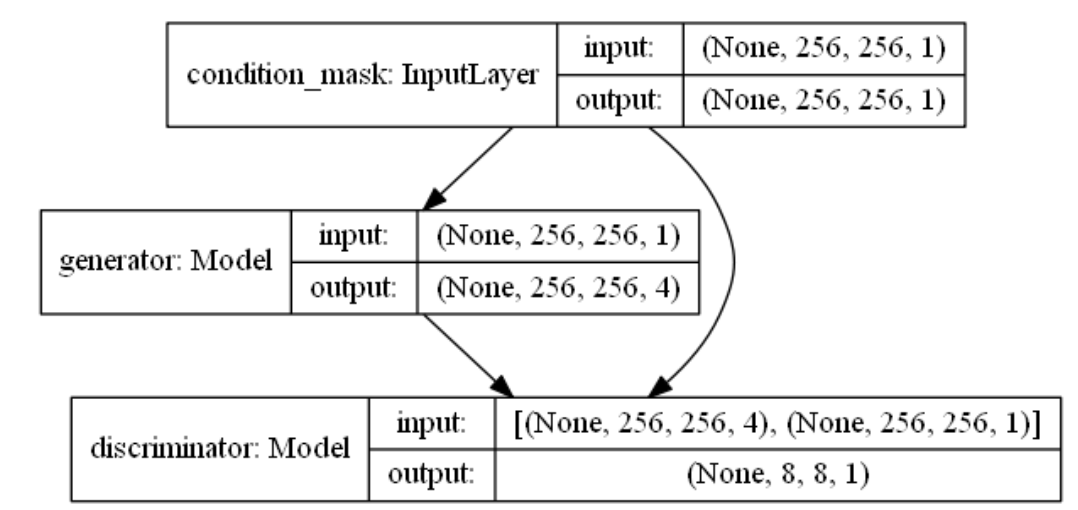 condition_mask: InputLayer
input: (None, 256, 256, 1)
output: (None, 256, 256, 1)
generator: Model
input: (None, 256, 256, 1)
output: (None, 256, 256, 4)
discriminator: Model
input: [(None, 256, 256, 4), (None, 256, 256, 1)]
output: (None, 8, 8, 1)